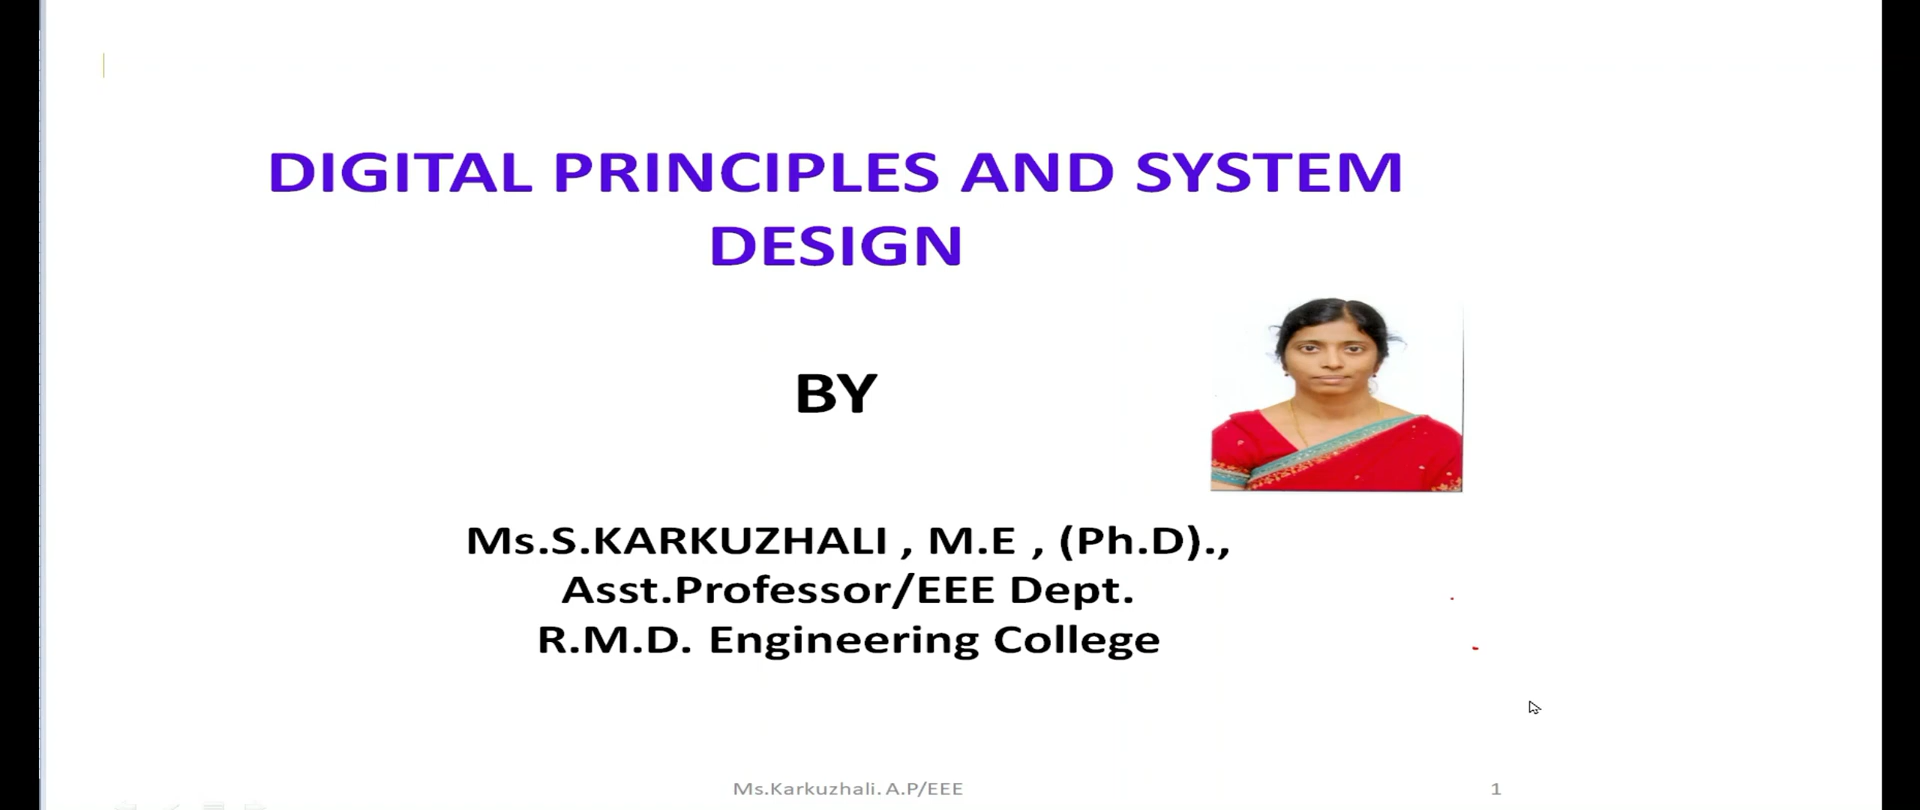 DIGITAL PRINCIPLES AND SYSTEM
DESIGN
BY
Ms.S.KARKUZHALI , M.E , (Ph.D).,
Asst.Professor/EEE Dept.
R.M.D. Engineering College
Ms.Karkuzhali. A.P/EEE
1